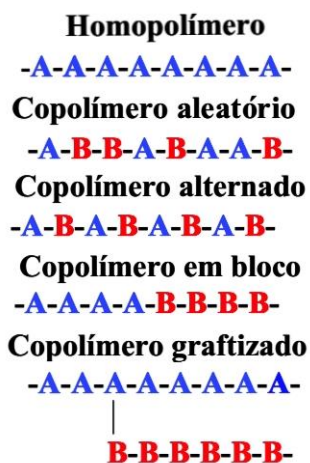 Homopolímero
-A-A-A-A-A-A-A-A-
Copolímero aleatório
-A-B-B-A-B-A-A-B-
Copolímero alternado
-A-B-A-B-A-B-A-B-
Copolímero em bloco
-A-A-A-A-B-B-B-B-
Copolímero graftizado
-A-A-A-A-A-A-A-A-
B-B-B-B-B-B-